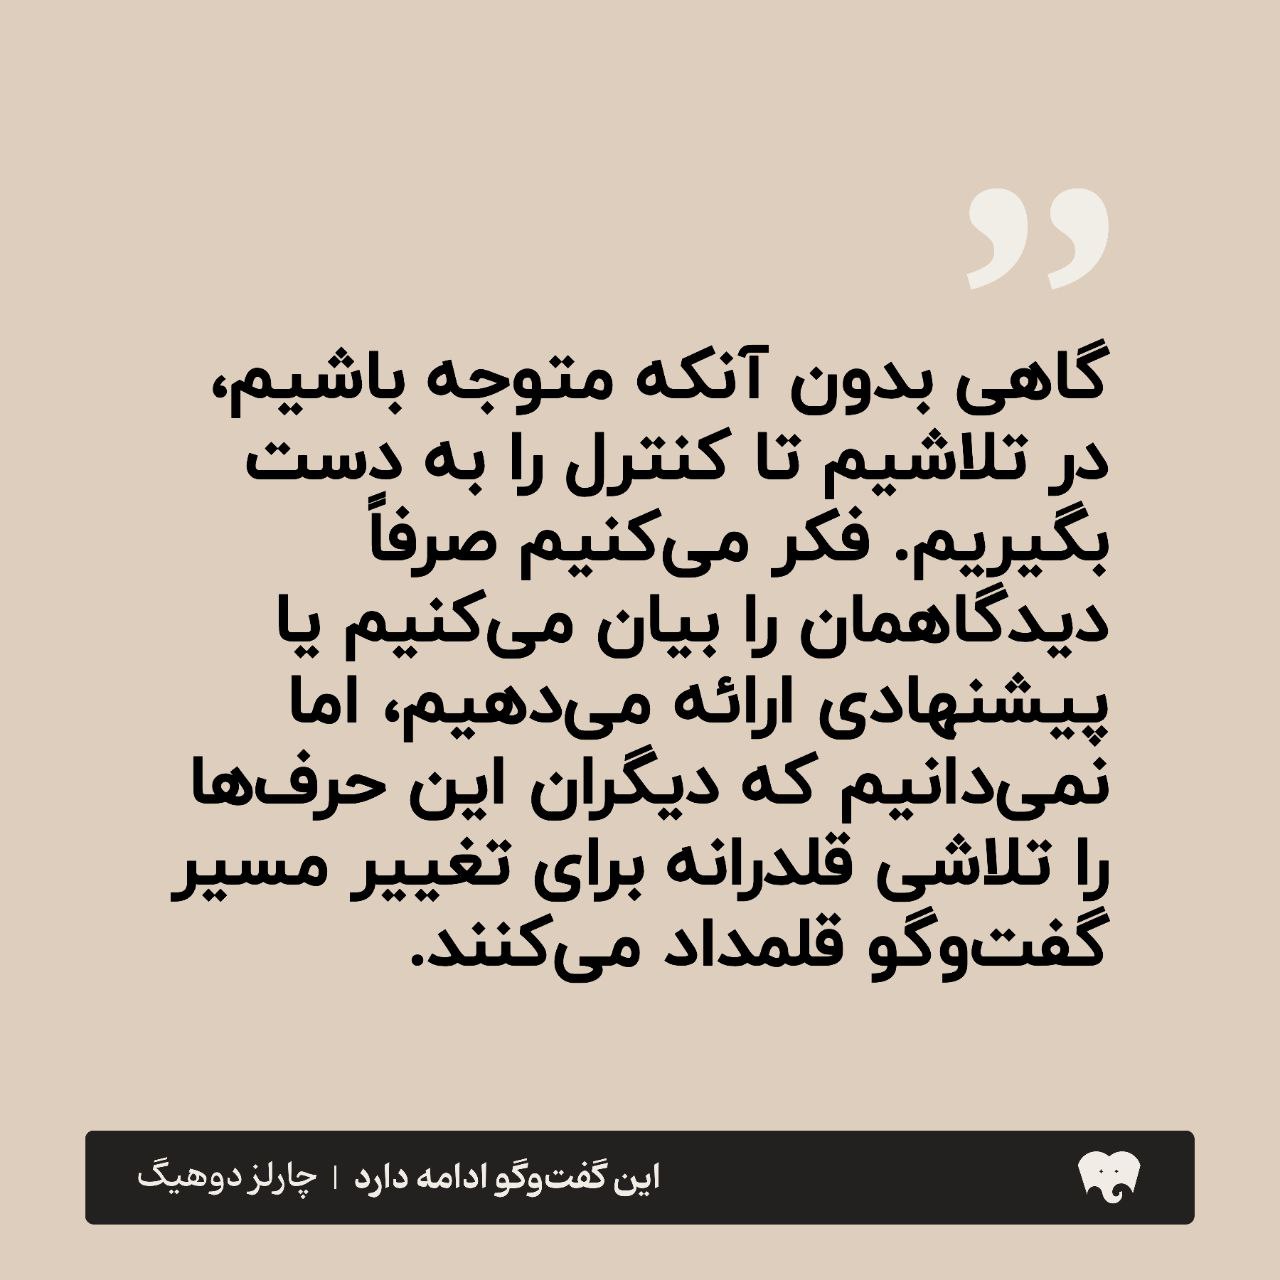 ”
گاهی بدون آنکه متوجه باشیم،
در تلاشیم تا کنترل را به دست
بگیریم. فکر می‌کنیم صرفاً
دیدگاهمان را بیان می‌کنیم یا
پیشنهادی ارائه می‌دهیم، اما
نمی‌دانیم که دیگران این حرف‌ها
را تلاشی قلدرانه برای تغییر مسیر
گفت‌وگو قلمداد می‌کنند.
این گفت‌وگو ادامه دارد | چارلز دوهیگ